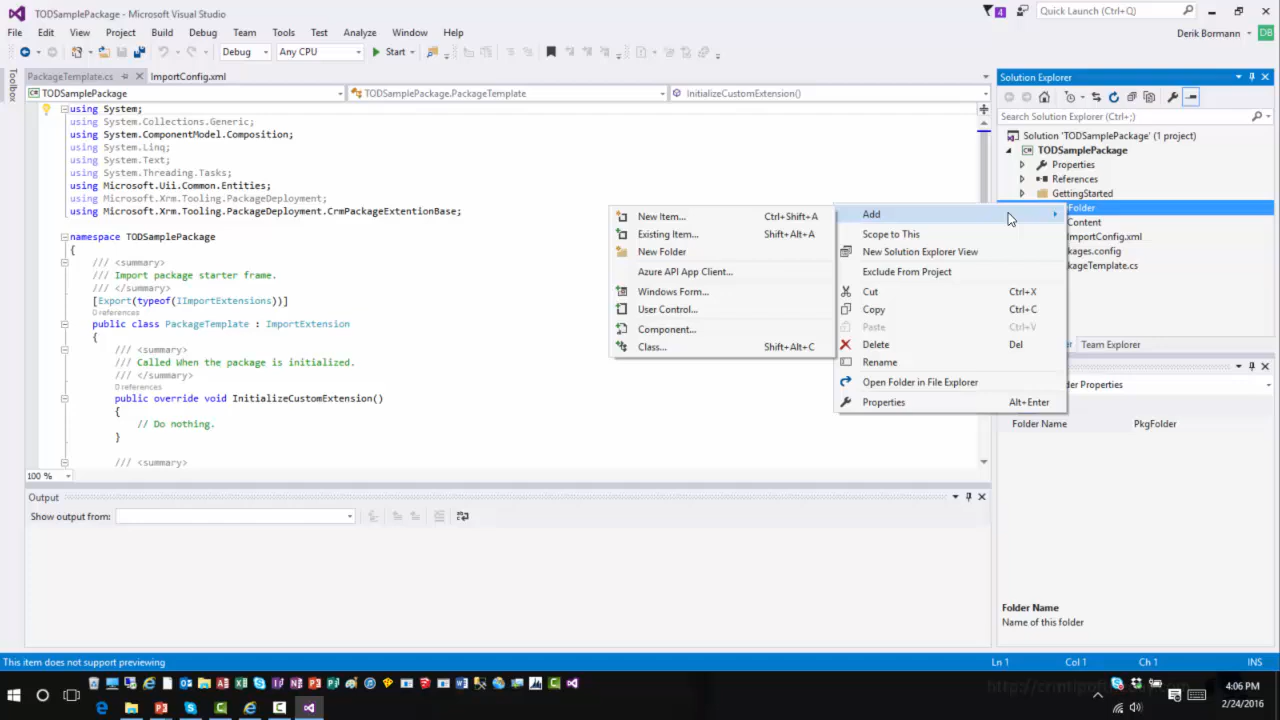 TODSamplePackage - Microsoft Visual Studio
4
Quick Launch (Ctrl+Q)
File Edit View Project Build Debug Team Tools Test Analyze Window Help
Derik Bormann
DB
Debug
Any CPU
Start
Toolbox
PackageTemplate.cs
ImportConfig.xml
TODSamplePackage
TODSamplePackage.PackageTemplate
InitializeCustomExtension()
using System;
using System.Collections.Generic;
using System.ComponentModel.Composition;
using System.Linq;
using System.Text;
using System.Threading.Tasks;
using Microsoft.Uii.Common.Entities;
using Microsoft.Xrm.Tooling.PackageDeployment;
using Microsoft.Xrm.Tooling.PackageDeployment.CrmPackageExtentionBase;
namespace TODSamplePackage
{
/// <summary>
/// Import package starter frame.
/// </summary>
[Export(typeof(IImportExtensions))]
0 references
public class PackageTemplate : ImportExtension
{
/// <summary>
/// Called When the package is initialized.
/// </summary>
0 references
public override void InitializeCustomExtension()
{
// Do nothing.
}
/// <summary>
100 %
New Item... Ctrl+Shift+A
Existing Item... Shift+Alt+A
New Folder
Azure API App Client...
Windows Form...
User Control...
Component...
Class... Shift+Alt+C
Add
Scope to This
New Solution Explorer View
Exclude From Project
Cut Ctrl+X
Copy Ctrl+C
Paste Ctrl+V
Delete Del
Rename
Open Folder in File Explorer
Properties Alt+Enter
Solution Explorer
Search Solution Explorer (Ctrl+;)
Solution 'TODSamplePackage' (1 project)
TODSamplePackage
Properties
References
GettingStarted
Folder
Content
ImportConfig.xml
kages.config
kageTemplate.cs
Team Explorer
der Properties
Folder Name PkgFolder
Folder Name
Name of this folder
Output
Show output from:
This item does not support previewing
Ln 1
Col 1
Ch 1
INS
4:06 PM
2/24/2016